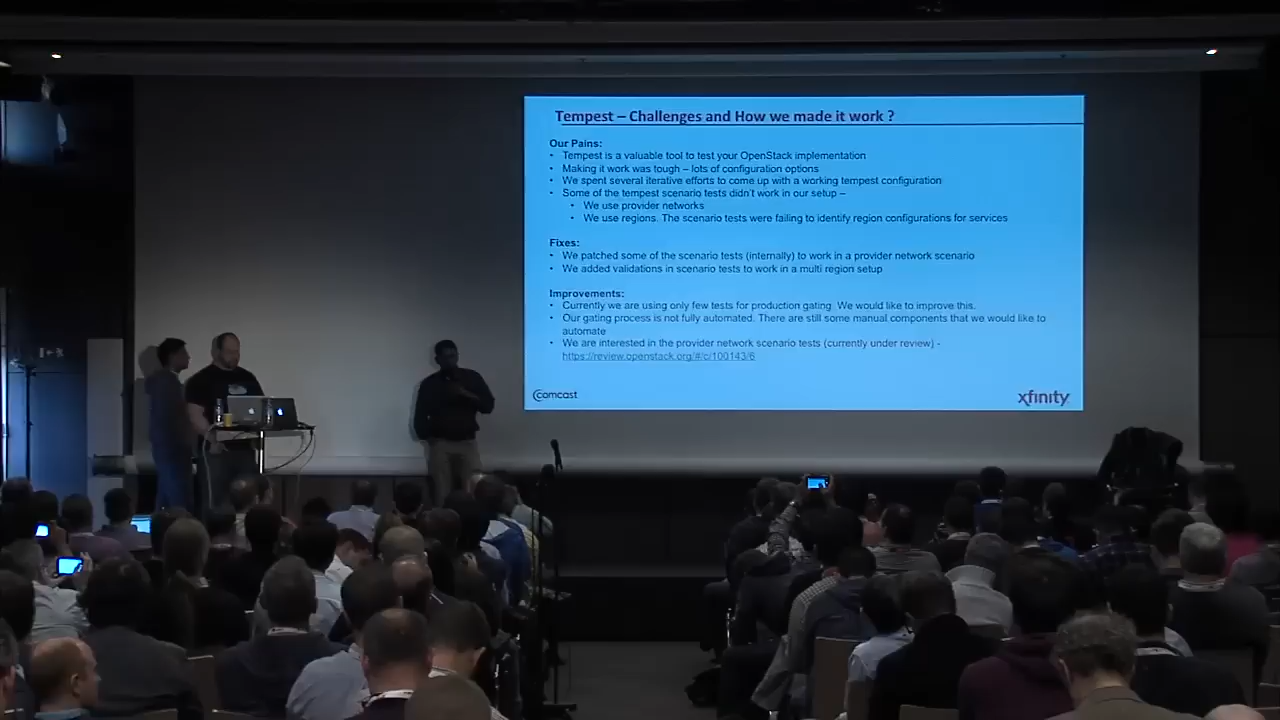 Tempest – Challenges and How we made it work ?
Our Pains:
• Tempest is a valuable tool to test your OpenStack implementation
• Making it work was tough – lots of configuration options
• We spent several iterative efforts to come up with a working tempest configuration
• Some of the tempest scenario tests didn't work in our setup –
• We use provider networks
• We use regions. The scenario tests were failing to identify region configurations for services
Fixes:
• We patched some of the scenario tests (internally) to work in a provider network scenario
• We added validations in scenario tests to work in a multi region setup
Improvements:
• Currently we are using only few tests for production gating. We would like to improve this.
• Our gating process is not fully automated. There are still some manual components that we would like to
automate
• We are interested in the provider network scenario tests (currently under review) -
https://review.openstack.org/#/c/100143/6
comcast
xfinity